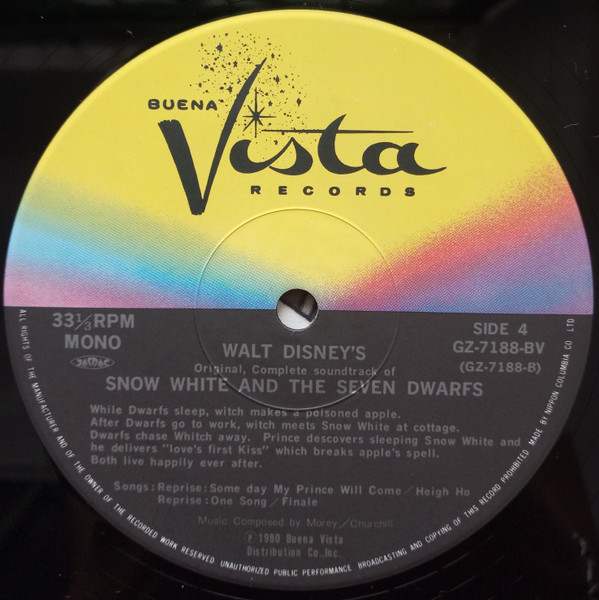 BUENA
Vista
RECORDS
33 1/3 RPM
MONO
SIDE 4
GZ-7188-BV
(GZ-7188-B)
WALT DISNEY'S
Original, Complete soundtrack of
SNOW WHITE AND THE SEVEN DWARFS
While Dwarfs sleep, witch makes a poisoned apple.
After Dwarfs go to work, witch meets Snow White at cottage.
Dwarfs chase Whitch away. Prince descovers sleeping Snow White and
he delivers "love's first Kiss" which breaks apple's spell.
Both live happily ever after.
Songs: Reprise: Some day My Prince Will Come/Heigh Ho
Reprise: One Song/Finale
Music Composed by Morey/Churchill
℗ 1980 Buena Vista
Distribution Co., Inc.
ALL RIGHTS OF THE MANUFACTURER AND OF THE OWNER OF THE RECORDED WORK RESERVED UNAUTHORIZED PUBLIC PERFORMANCE BROADCASTING AND COPYING OF THIS RECORD PROHIBITED. MADE BY NIPPON COLUMBIA CO LTD